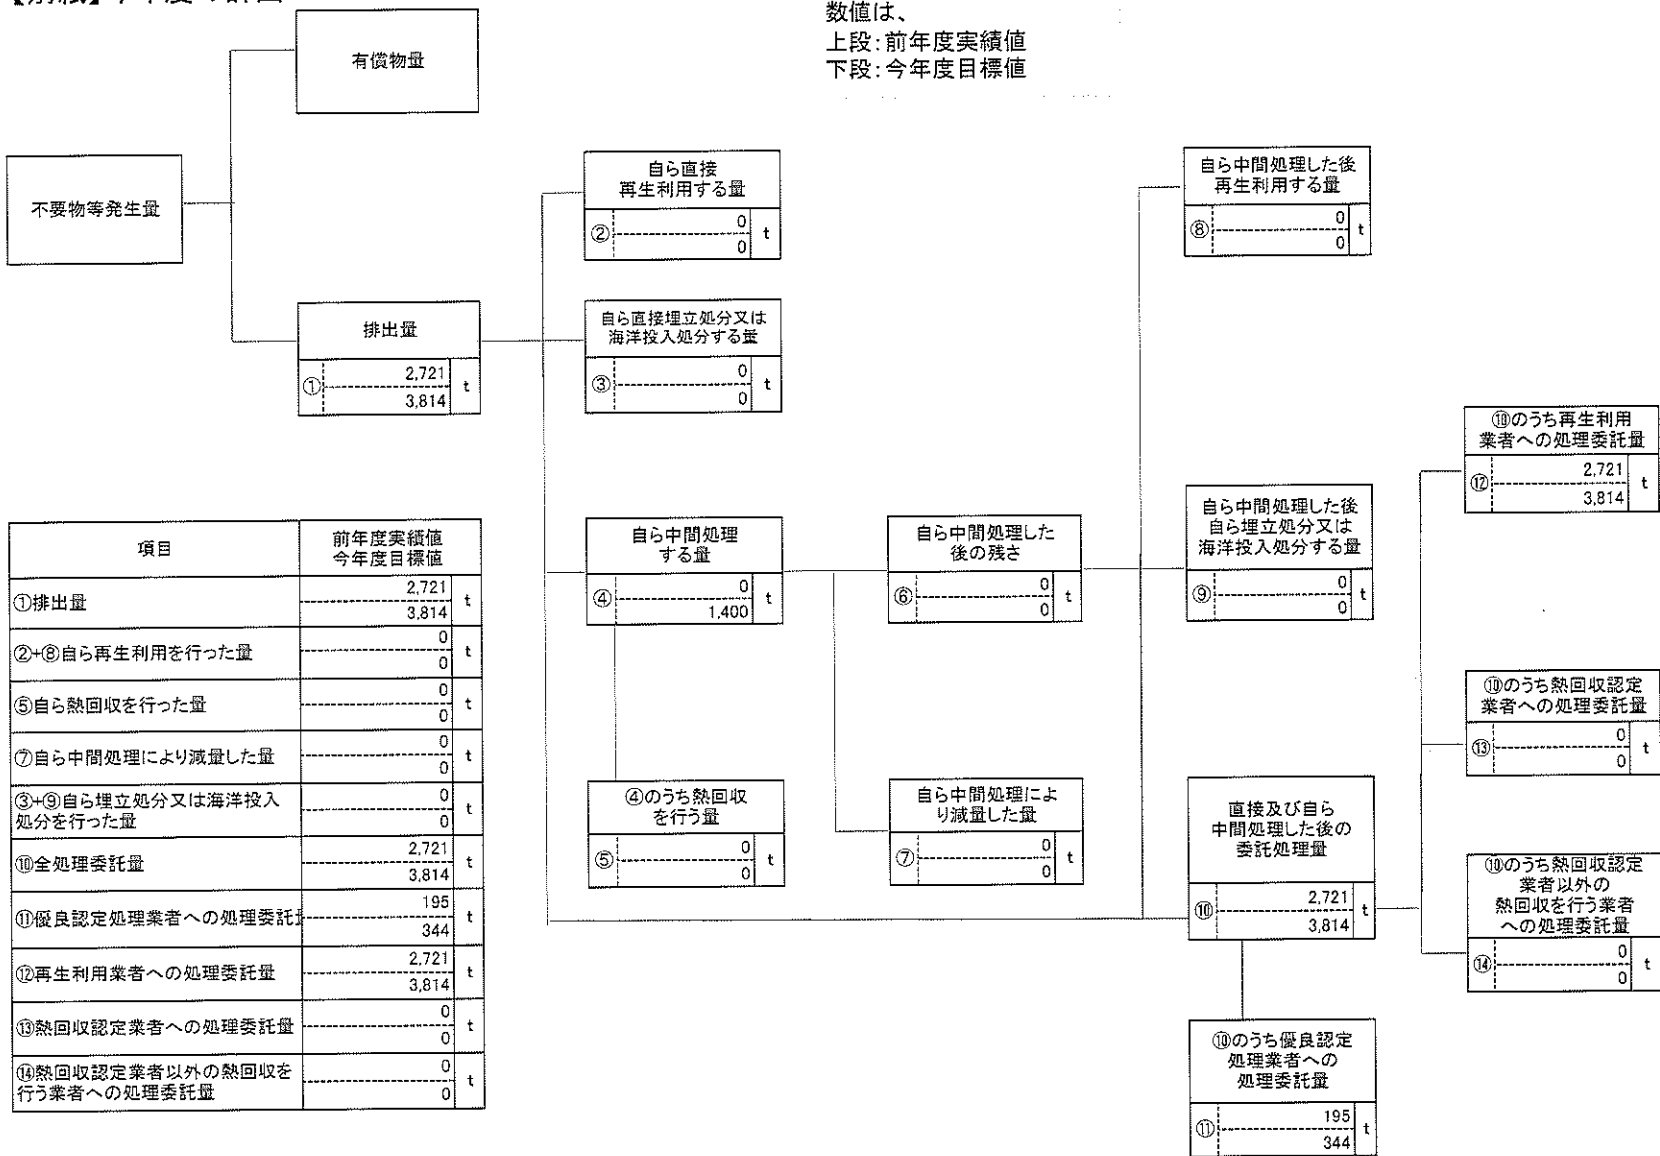 数値は、
上段:前年度実績値
下段:今年度目標値
有償物量
不要物等発生量
排出量
① 2,721 t
3,814
自ら直接
再生利用する量
② 0 t
0
自ら直接埋立処分又は
海洋投入処分する量
③ 0 t
0
自ら中間処理
する量
④ 0 t
1,400
④のうち熱回収
を行う量
⑤ 0 t
0
自ら中間処理した
後の残さ
⑥ 0 t
0
自ら中間処理によ
り減量した量
⑦ 0 t
0
自ら中間処理した後
再生利用する量
⑧ 0 t
0
自ら中間処理した後
自ら埋立処分又は
海洋投入処分する量
⑨ 0 t
0
直接及び自ら
中間処理した後の
委託処理量
⑩ 2,721 t
3,814
⑩のうち優良認定
処理業者への
処理委託量
⑪ 195 t
344
⑩のうち再生利用
業者への処理委託量
⑫ 2,721 t
3,814
⑩のうち熱回収認定
業者への処理委託量
⑬ 0 t
0
⑩のうち熱回収認定
業者以外の
熱回収を行う業者
への処理委託量
⑭ 0 t
0
項目 前年度実績値
今年度目標値
①排出量 2,721 t
3,814
②+⑧自ら再生利用を行った量 0 t
0
⑤自ら熱回収を行った量 0 t
0
⑦自ら中間処理により減量した量 0 t
0
③+⑨自ら埋立処分又は海洋投入
処分を行った量 0 t
0
⑩全処理委託量 2,721 t
3,814
⑪優良認定処理業者への処理委託 195 t
344
⑫再生利用業者への処理委託量 2,721 t
3,814
⑬熱回収認定業者への処理委託量 0 t
0
⑭熱回収認定業者以外の熱回収を
行う業者への処理委託量 0 t
0